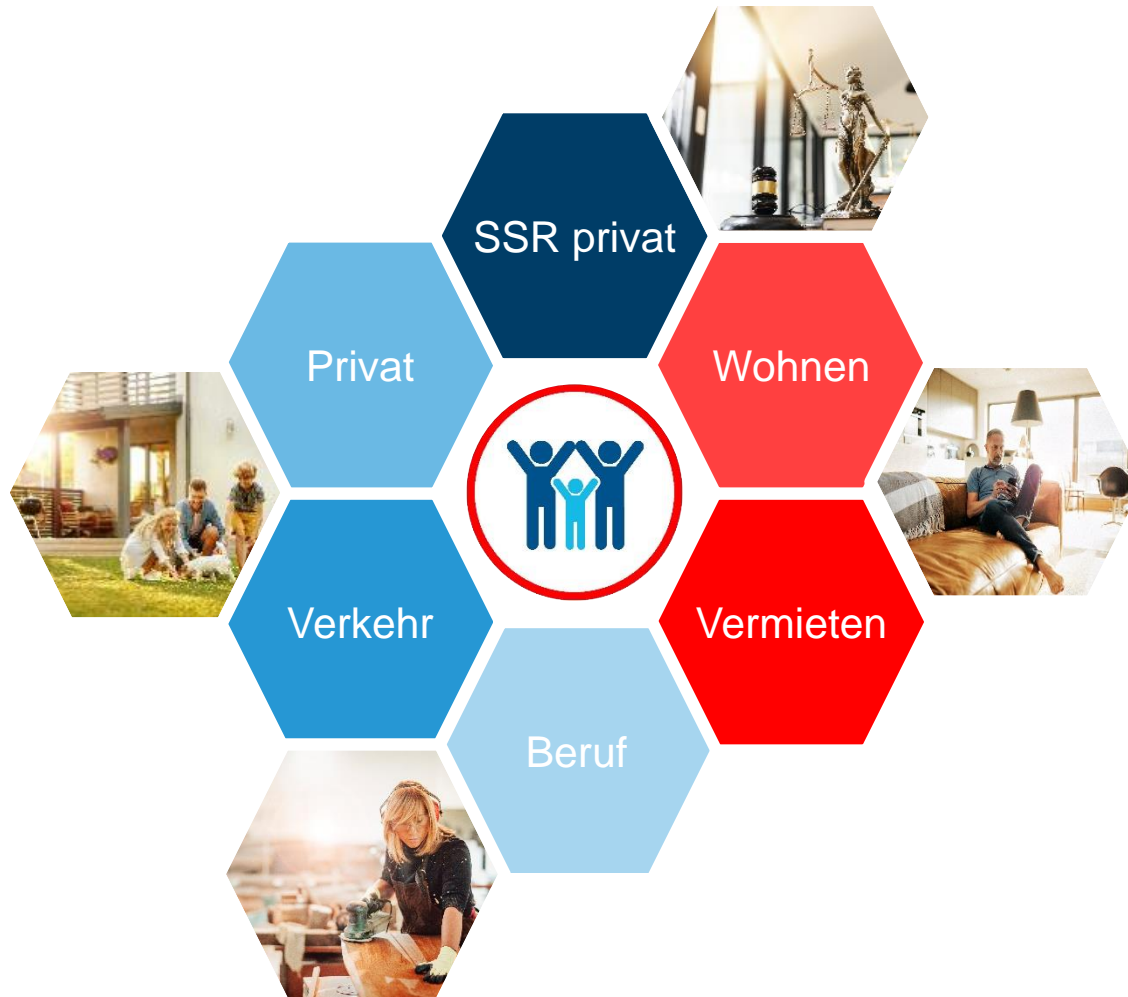 SSR privat
Privat
Wohnen
Verkehr
Vermieten
Beruf